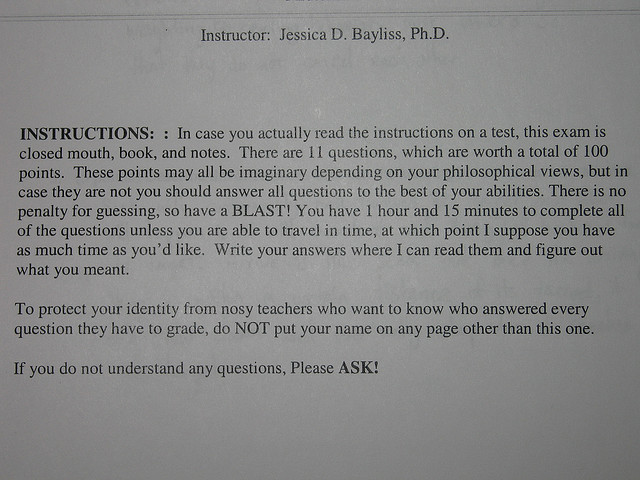 Instructor: Jessica D. Bayliss, Ph.D.
INSTRUCTIONS: : In case you actually read the instructions on a test, this exam is
closed mouth, book, and notes. There are 11 questions, which are worth a total of 100
points. These points may all be imaginary depending on your philosophical views, but in
case they are not you should answer all questions to the best of your abilities. There is no
penalty for guessing, so have a BLAST! You have 1 hour and 15 minutes to complete all
of the questions unless you are able to travel in time, at which point I suppose you have
as much time as you'd like. Write your answers where I can read them and figure out
what you meant.
To protect your identity from nosy teachers who want to know who answered every
question they have to grade, do NOT put your name on any page other than this one.
If you do not understand any questions, Please ASK!